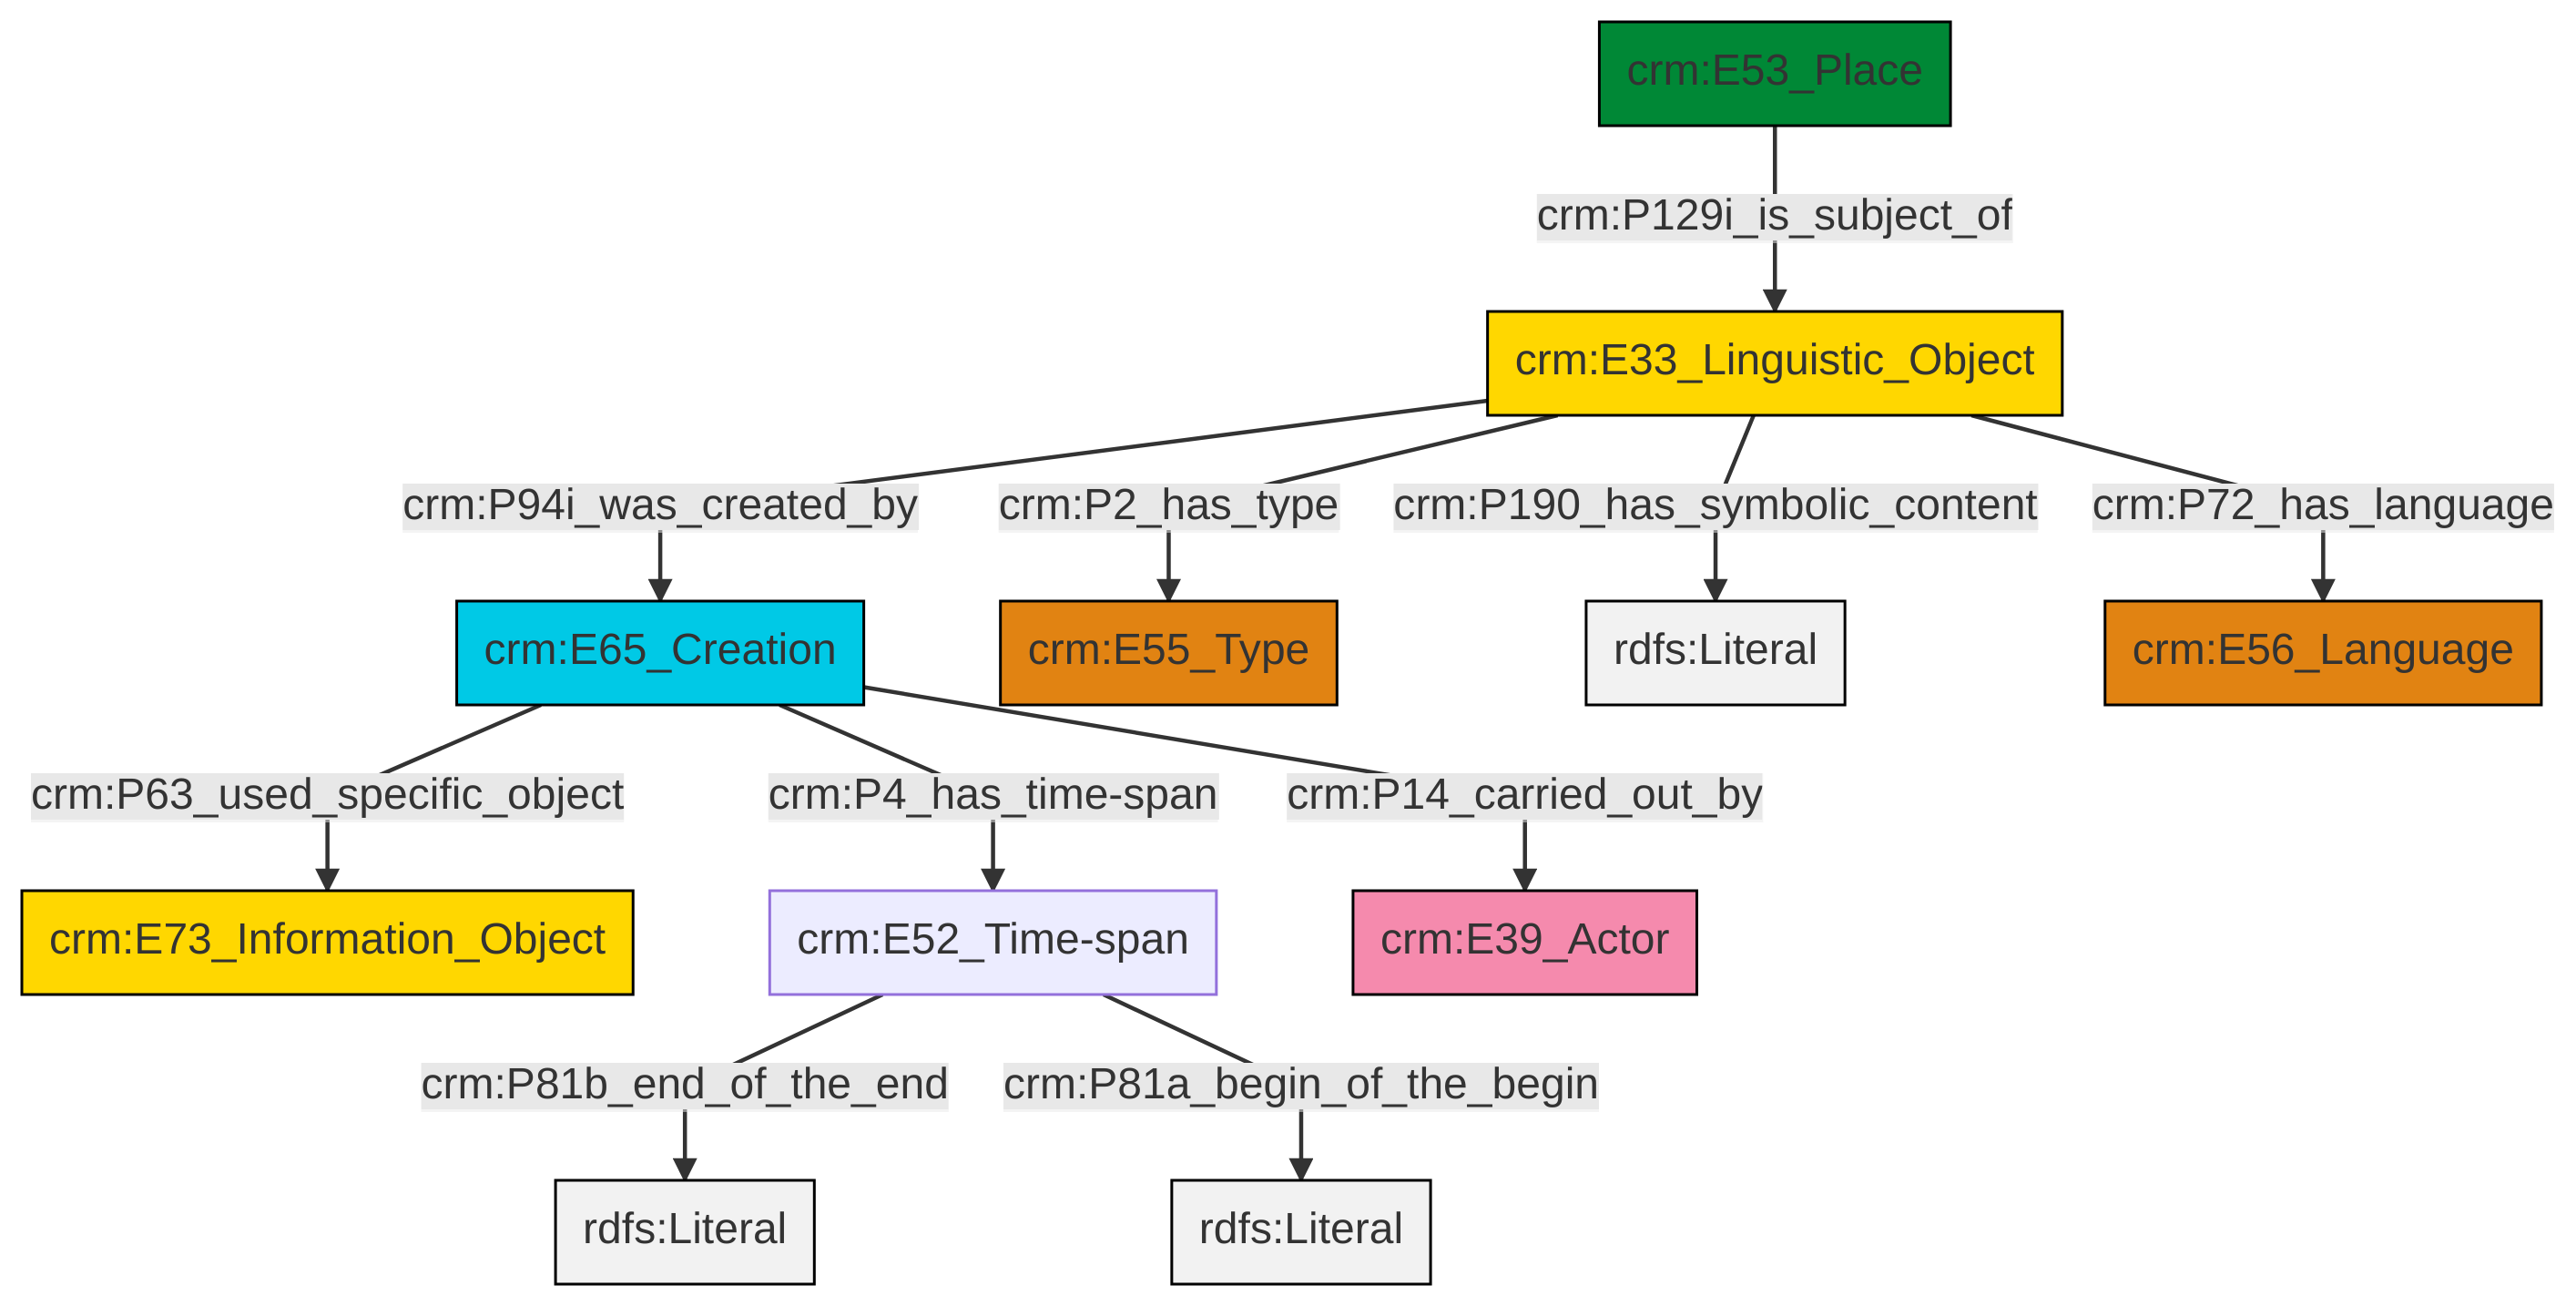 crm:E53_Place
crm:P129i_is_subject_of
crm:E33_Linguistic_Object
crm:P94i_was_created_by
crm:P2_has_type
crm:P190_has_symbolic_content
crm:P72_has_language
crm:E65_Creation
crm:E55_Type
rdfs:Literal
crm:E56_Language
crm:P63_used_specific_object
crm:P4_has_time-span
crm:P14_carried_out_by
crm:E73_Information_Object
crm:E52_Time-span
crm:E39_Actor
crm:P81b_end_of_the_end
crm:P81a_begin_of_the_begin
rdfs:Literal
rdfs:Literal